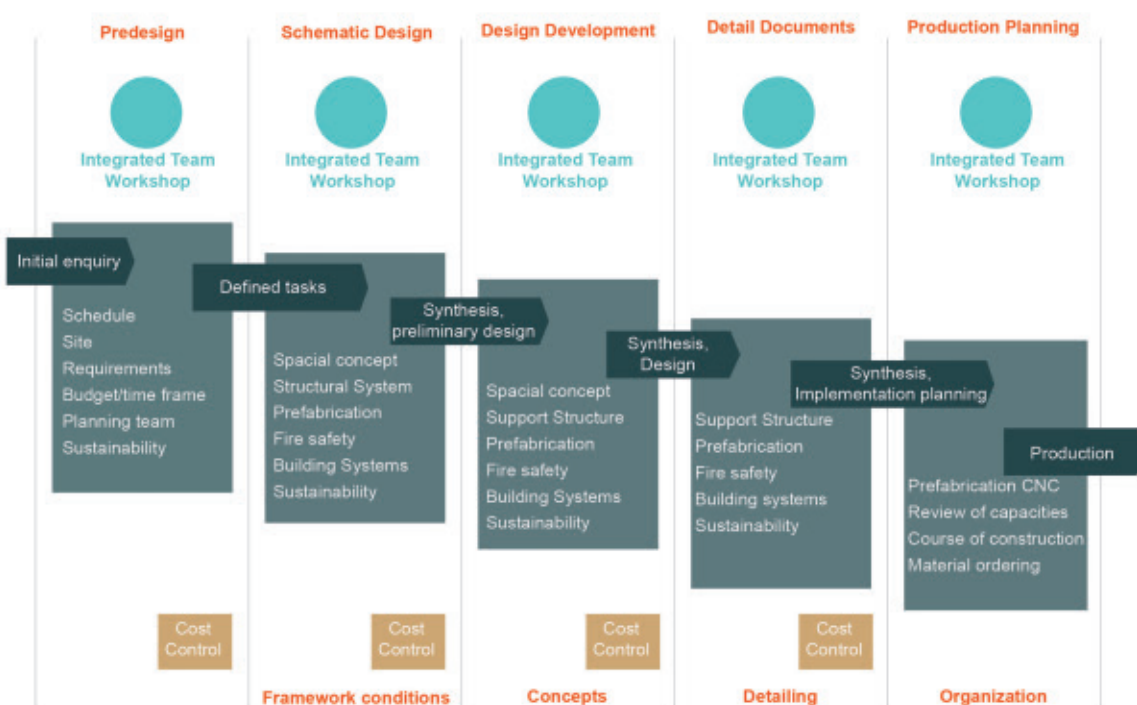 Predesign
Schematic Design
Design Development
Detail Documents
Production Planning
Integrated Team
Workshop
Integrated Team
Workshop
Integrated Team
Workshop
Integrated Team
Workshop
Integrated Team
Workshop
Initial enquiry
Schedule
Site
Requirements
Budget/time frame
Planning team
Sustainability
Defined tasks
Spacial concept
Structural System
Prefabrication
Fire safety
Building Systems
Sustainability
Synthesis,
preliminary design
Spacial concept
Support Structure
Prefabrication
Fire safety
Building Systems
Sustainability
Synthesis,
Design
Support Structure
Prefabrication
Fire safety
Building systems
Sustainability
Synthesis,
Implementation planning
Production
Prefabrication CNC
Review of capacities
Course of construction
Material ordering
Cost
Control
Cost
Control
Cost
Control
Cost
Control
Framework conditions
Concepts
Detailing
Organization